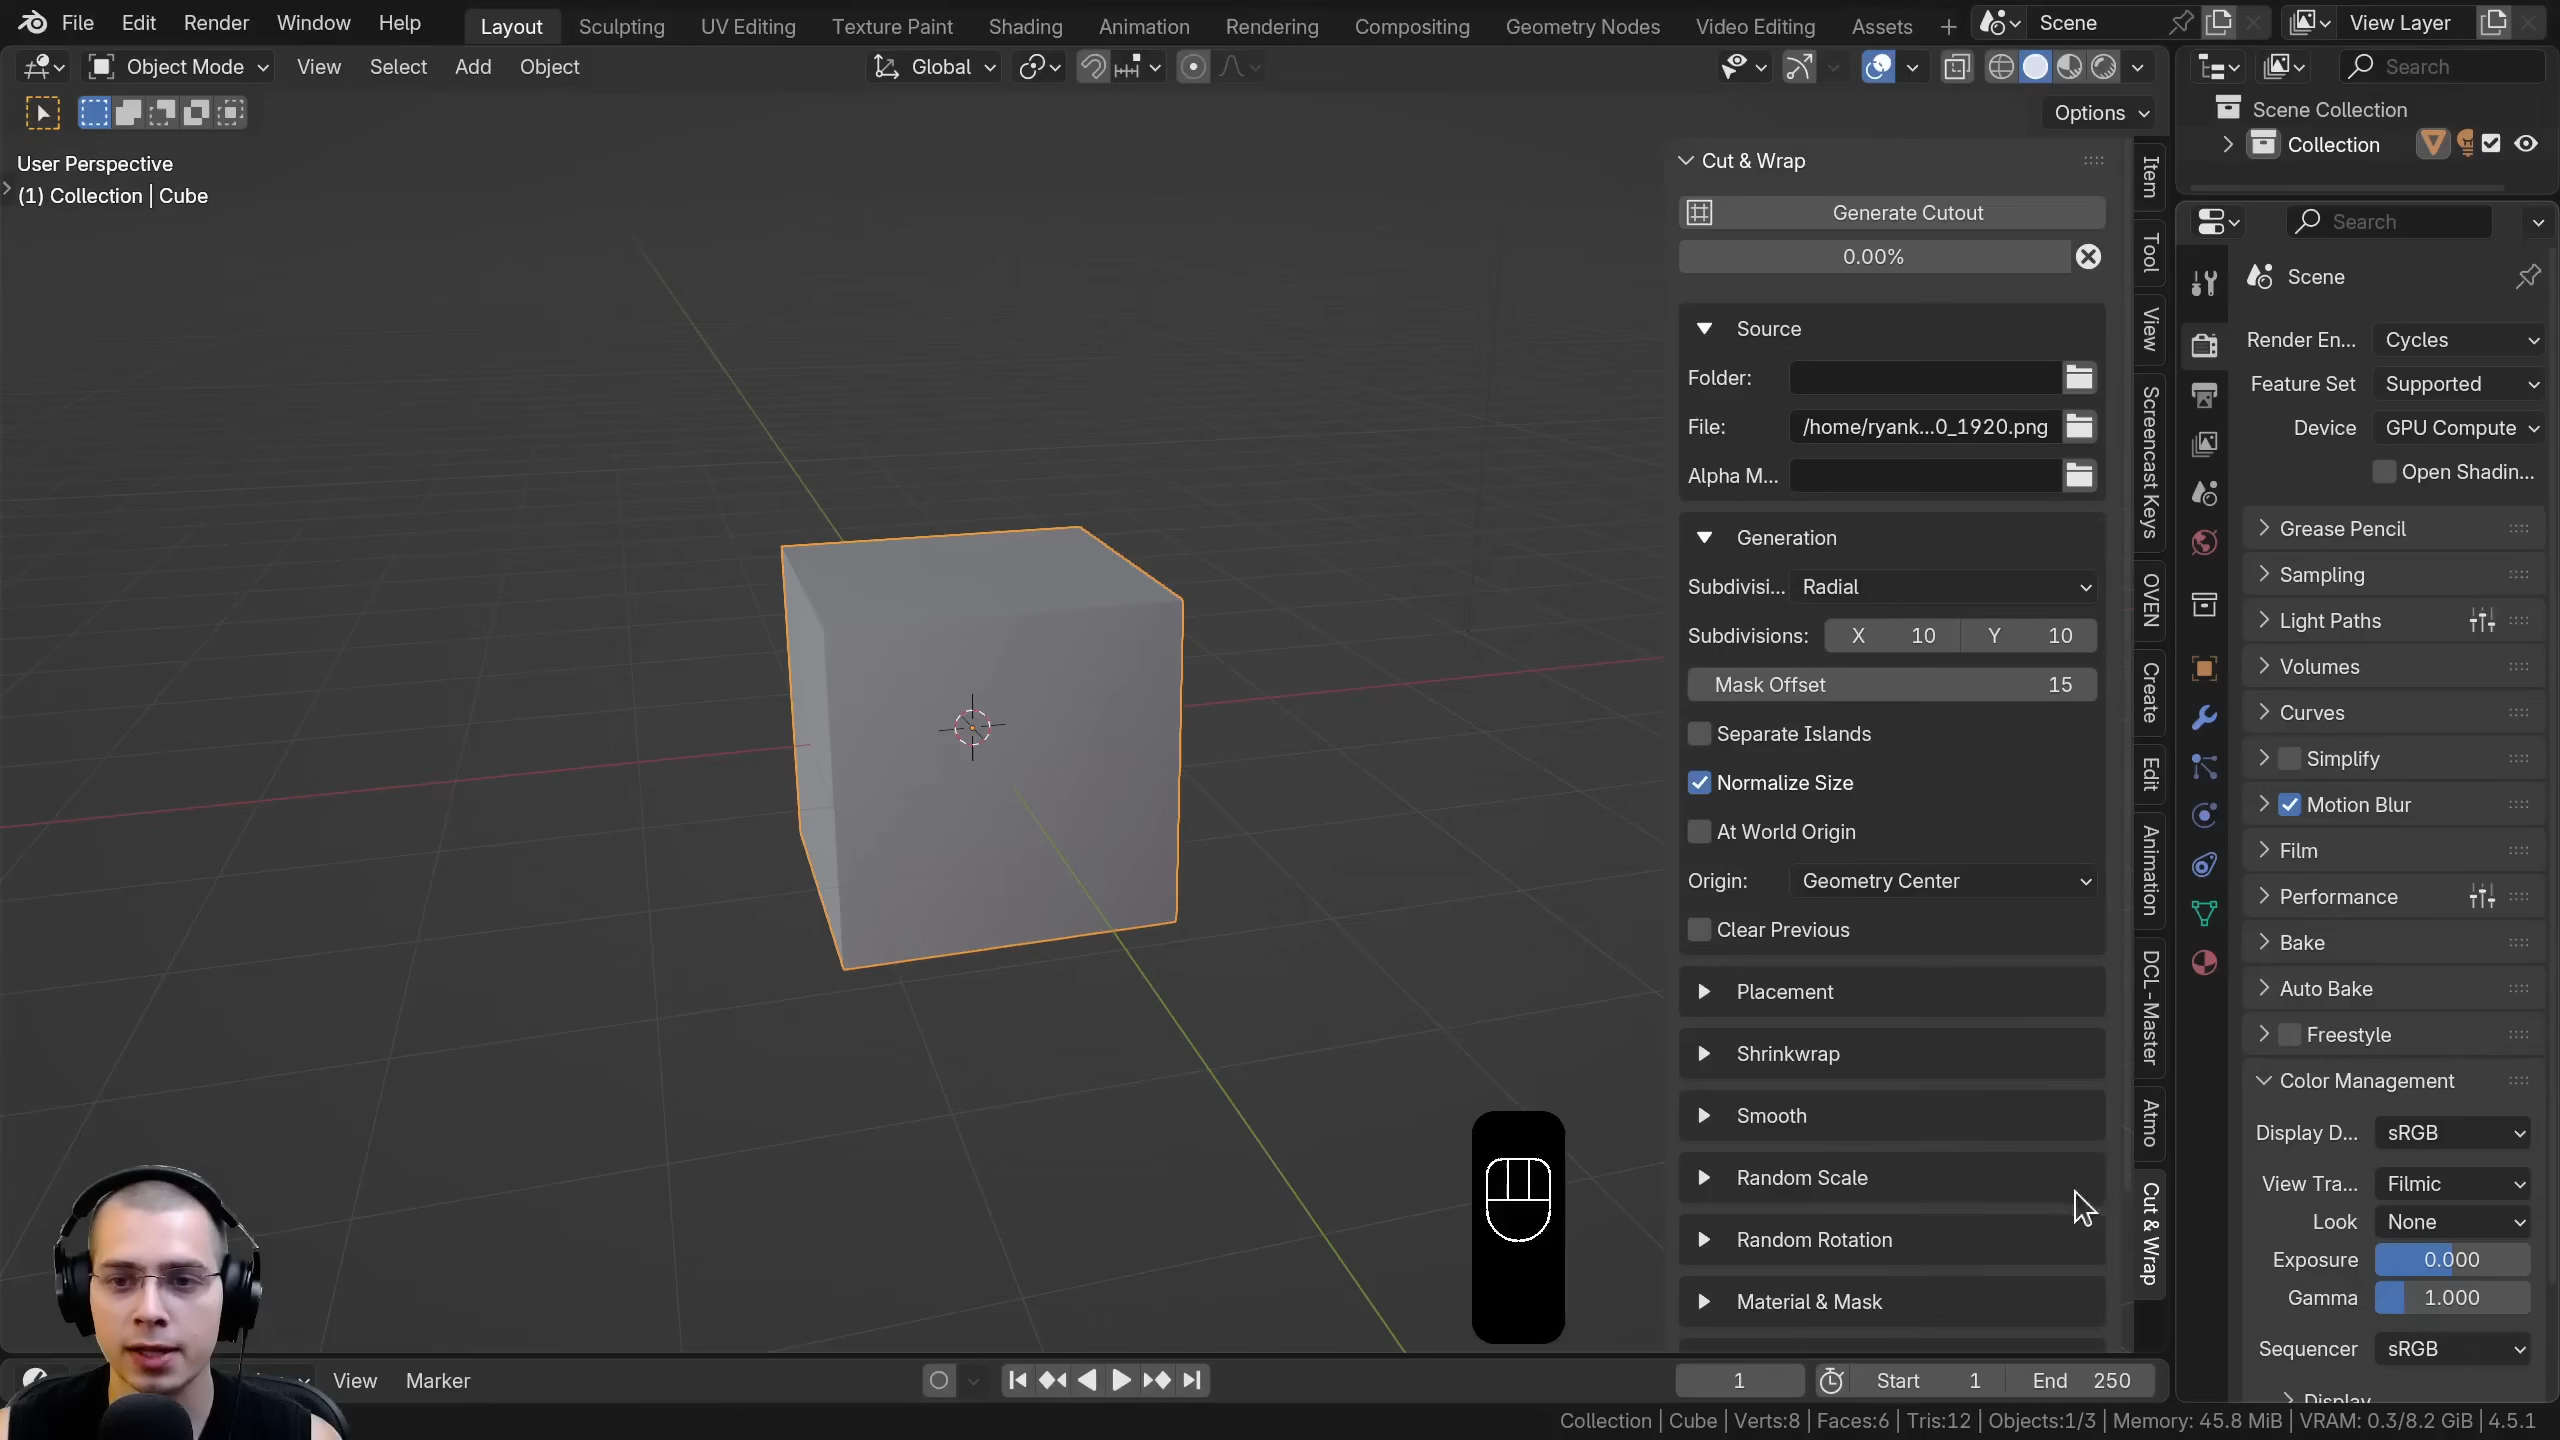 File Edit Render Window Help Layout Sculpting UV Editing Texture Paint Shading Animation Rendering Compositing Geometry Nodes Video Editing Assets + Scene View Layer
Object Mode View Select Add Object Global Search
Options
User Perspective
(1) Collection | Cube
Cut & Wrap
Generate Cutout
0.00%
Source
Folder:
File: /home/ryank...0_1920.png
Alpha M...
Generation
Subdivisi... Radial
Subdivisions: X 10 Y 10
Mask Offset 15
Separate Islands
Normalize Size
At World Origin
Origin: Geometry Center
Clear Previous
Placement
Shrinkwrap
Smooth
Random Scale
Random Rotation
Material & Mask
Item
Tool
View
Screencast Keys
OVEN
Create
Edit
Animation
DCL-Master
Atmo
Cut & Wrap
Scene Collection
Collection
Search
Scene
Render En... Cycles
Feature Set Supported
Device GPU Compute
Open Shadin...
Grease Pencil
Sampling
Light Paths
Volumes
Curves
Simplify
Motion Blur
Film
Performance
Bake
Auto Bake
Freestyle
Color Management
Display D... sRGB
View Tra... Filmic
Look None
Exposure 0.000
Gamma 1.000
Sequencer sRGB
Display
View Marker 1 Start 1 End 250
Collection | Cube | Verts:8 | Faces:6 | Tris:12 | Objects:1/3 | Memory: 45.8 MiB | VRAM: 0.3/8.2 GiB | 4.5.1